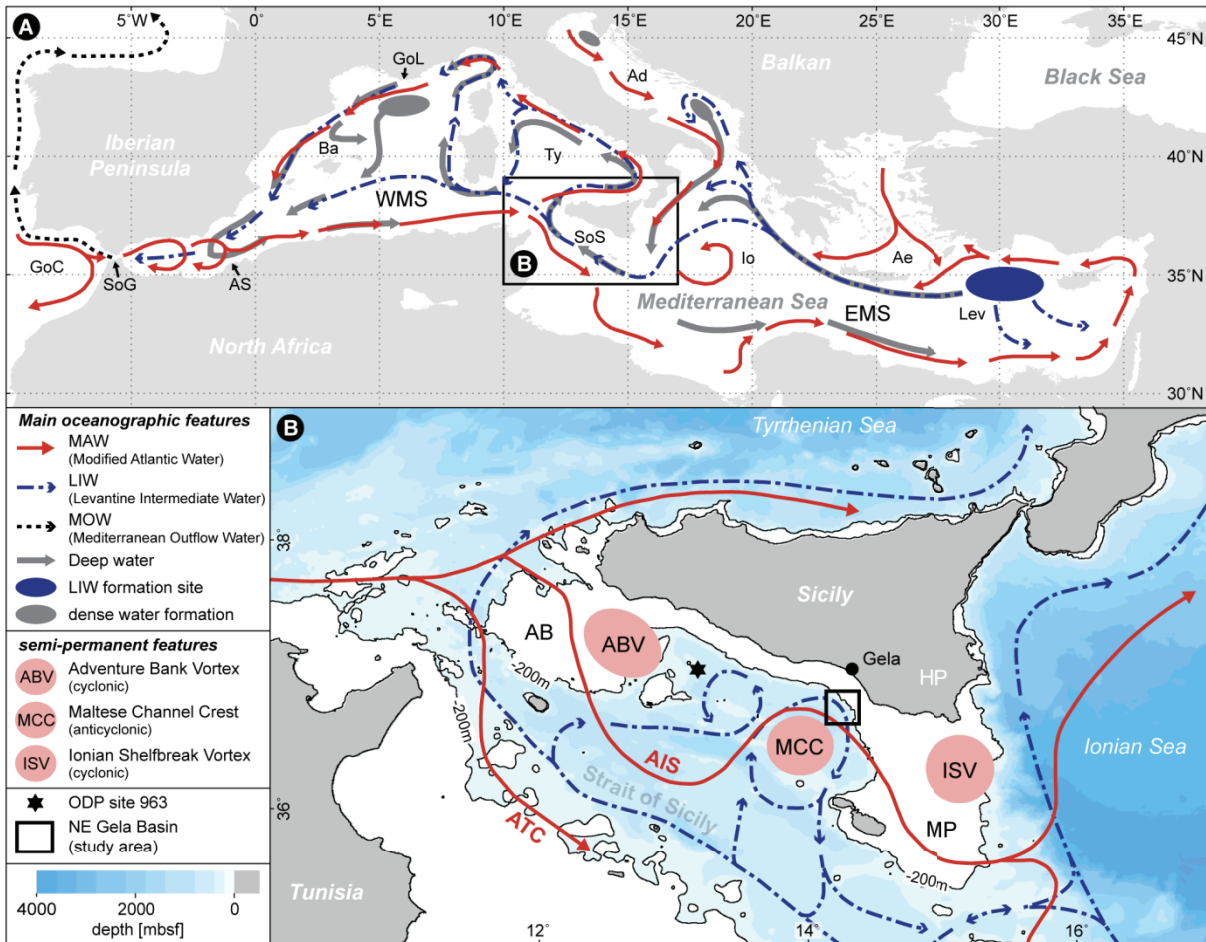 A
5°W
0°
5°E
10°E
15°E
20°E
25°E
30°E
35°E
45°N
40°N
35°N
30°N
GoL
Ad
Balkan
Black Sea
Iberian
Peninsula
Ba
Ty
WMS
GoC
SoG
AS
SoS
B
Io
Ae
Mediterranean Sea
EMS
Lev
North Africa
Main oceanographic features
MAW
(Modified Atlantic Water)
LIW
(Levantine Intermediate Water)
MOW
(Mediterranean Outflow Water)
Deep water
LIW formation site
dense water formation
semi-permanent features
ABV
Adventure Bank Vortex
(cyclonic)
MCC
Maltese Channel Crest
(anticyclonic)
ISV
Ionian Shelfbreak Vortex
(cyclonic)
ODP site 963
NE Gela Basin
(study area)
4000
2000
0
depth [mbsf]
B
Tyrrhenian Sea
38
Sicily
AB
ABV
Gela
HP
-200m
-200m
MCC
ISV
Ionian Sea
AIS
Strait of Sicily
36
ATC
MP
-200m
Tunisia
12
14
16